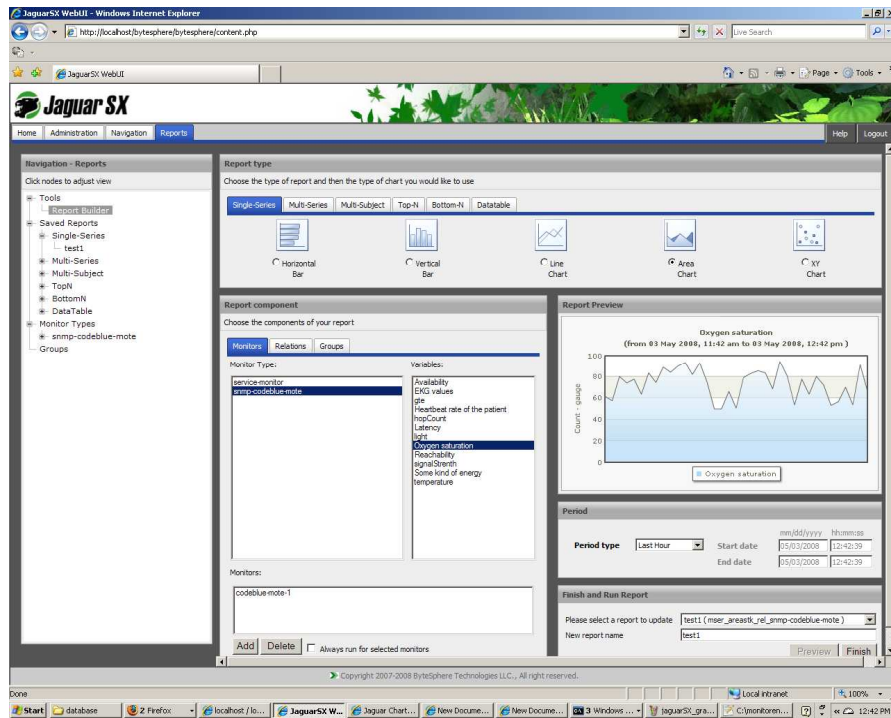 JaguarSX WebUI - Windows Internet Explorer
http://localhost/bytesphere/bytesphere/content.php
Live Search
JaguarSX WebUI
Page
Tools
Jaguar SX
Home Administration Navigation Reports Help Logout
Navigation - Reports
Click nodes to adjust view
Tools
Report Builder
Saved Reports
Single-Series
test1
Multi-Series
Multi-Subject
TopN
BottomN
DataTable
Monitor Types
snmp-codeblue-mote
Groups
Report type
Choose the type of report and then the type of chart you would like to use
Single-Series Multi-Series Multi-Subject Top-N Bottom-N Datatable
Horizontal Bar
Vertical Bar
Line Chart
Area Chart
XY Chart
Report component
Choose the components of your report
Monitors Relations Groups
Monitor Type:
service-monitor
snmp-codeblue-mote
Variables:
Availability
EKG values
gte
Heartbeat rate of the patient
hopCount
Latency
light
Oxygen saturation
Reachability
signalStrenth
Some kind of energy
temperature
Monitors:
codeblue-mote-1
Add Delete Always run for selected monitors
Report Preview
Oxygen saturation
(from 03 May 2008, 11:42 am to 03 May 2008, 12:42 pm )
Count - gauge
100
80
60
40
20
0
Oxygen saturation
Period
mm/dd/yyyy hh:mm:ss
Period type Last Hour Start date 05/03/2008 12:42:39
End date 05/03/2008 12:42:39
Finish and Run Report
Please select a report to update test1 ( mser_areastk_rel_snmp-codeblue-mote )
New report name test1
Preview Finish
Copyright 2007-2008 ByteSphere Technologies LLC., All right reserved.
Done Local intranet 100%
Start database 2 Firefox localhost / lo... JaguarSX W... Jaguar Chart... New Docume... New Docume... 3 Windows ... jaguarSX_gra... C:\monitoren... 12:42 PM